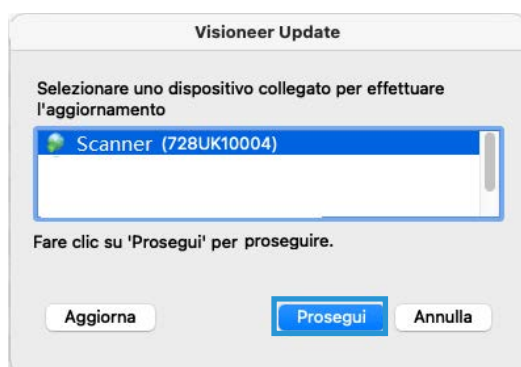 Visioneer Update
Selezionare uno dispositivo collegato per effettuare
l'aggiornamento
Scanner (728UK10004)
Fare clic su 'Prosegui' per proseguire.
Aggiorna
Prosegui
Annulla